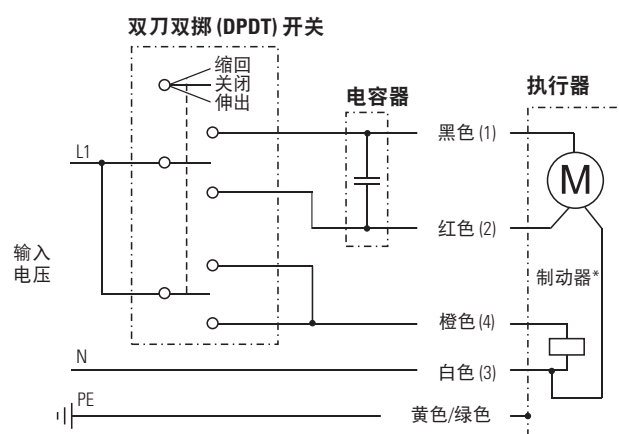 双刀双掷 (DPDT) 开关
缩回
关闭
伸出
电容器
执行器
黑色 (1)
L1
M
红色 (2)
输入
电压
制动器*
橙色 (4)
N
白色 (3)
PE
黄色/绿色